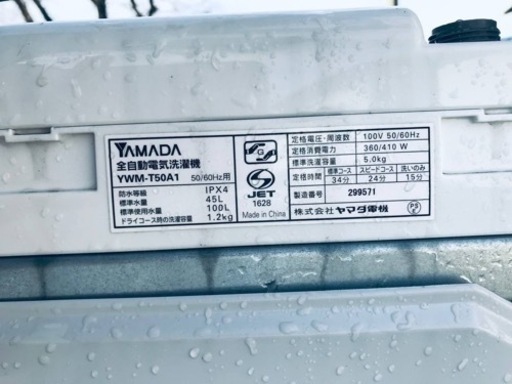 YAMADA
全自動電気洗濯機
YWM-T50A1 50/60Hz用
防水等級 IPX4
標準水量 45L
標準使用水量 100L
ドライコース時の洗濯容量 1.2kg
S
JET
1628
Made in China
定格電圧・周波数 100V 50/60Hz
定格消費電力 360/410 W
標準洗濯・脱水容量 5.0kg
標準コース スピードコース 洗いのみ
34分 24分 15分
製造番号 299571
株式会社 ヤマダ電機
PS
E